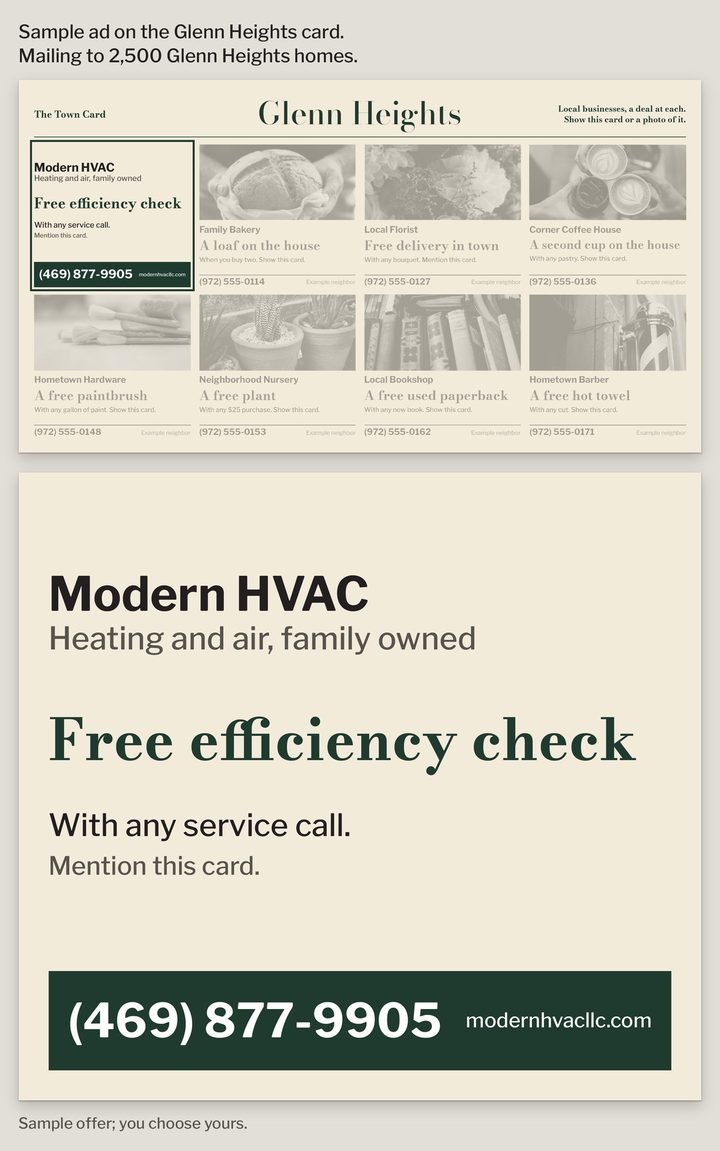 Sample ad on the Glenn Heights card.
Mailing to 2,500 Glenn Heights homes.
The Town Card
Glenn Heights
Local businesses, a deal at each.
Show this card or a photo of it.
Modern HVAC
Heating and air, family owned
Free efficiency check
With any service call.
Mention this card.
(469) 877-9905 modernhvacllc.com
Family Bakery
A loaf on the house
When you buy two. Show this card.
(972) 555-0114 Example neighbor
Local Florist
Free delivery in town
With any bouquet. Mention this card.
(972) 555-0127 Example neighbor
Corner Coffee House
A second cup on the house
With any pastry. Show this card.
(972) 555-0136 Example neighbor
Hometown Hardware
A free paintbrush
With any gallon of paint. Show this card.
(972) 555-0148 Example neighbor
Neighborhood Nursery
A free plant
With any $25 purchase. Show this card.
(972) 555-0153 Example neighbor
Local Bookshop
A free used paperback
With any new book. Show this card.
(972) 555-0162 Example neighbor
Hometown Barber
A free hot towel
With any cut. Show this card.
(972) 555-0171 Example neighbor
Modern HVAC
Heating and air, family owned
Free efficiency check
With any service call.
Mention this card.
(469) 877-9905 modernhvacllc.com
Sample offer; you choose yours.